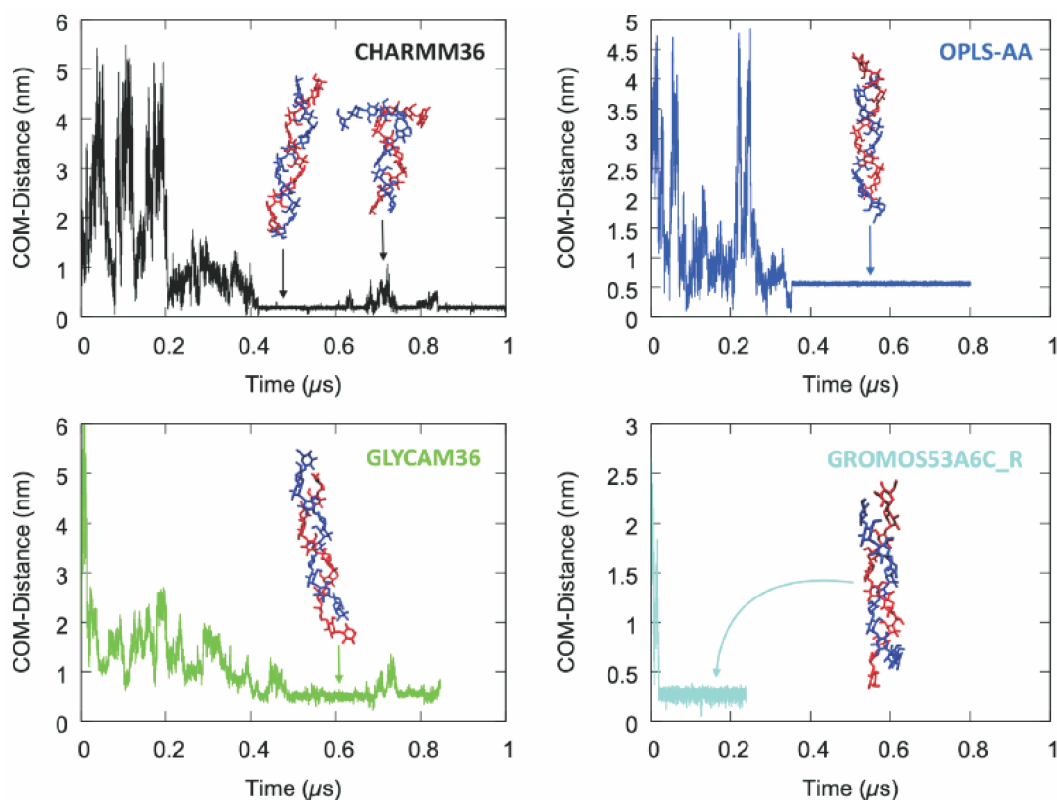 CHARMM36
COM-Distance (nm)
6
5
4
3
2
1
0
0 0.2 0.4 0.6 0.8 1
Time (µs)
OPLS-AA
COM-Distance (nm)
5
4.5
4
3.5
3
2.5
2
1.5
1
0.5
0
0 0.2 0.4 0.6 0.8 1
Time (µs)
GLYCAM36
COM-Distance (nm)
6
5
4
3
2
1
0
0 0.2 0.4 0.6 0.8 1
Time (µs)
GROMOS53A6C_R
COM-Distance (nm)
3
2.5
2
1.5
1
0.5
0
0 0.2 0.4 0.6 0.8 1
Time (µs)